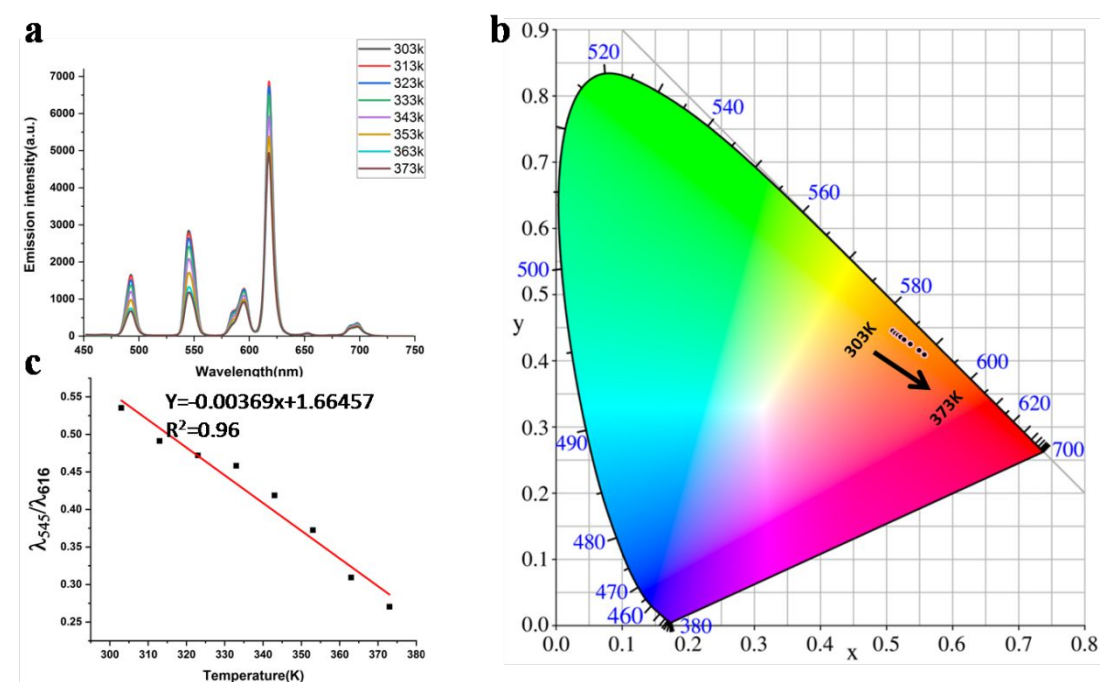 a
303k
313k
323k
333k
343k
353k
363k
373k
7000
6000
5000
4000
3000
2000
1000
0
Emission intensity(a.u.)
450 500 550 600 650 700 750
Wavelength(nm)
b
0.9
0.8
0.7
0.6
0.5
y
0.4
0.3
0.2
0.1
0.0
0.0 0.1 0.2 0.3 0.4 0.5 0.6 0.7 0.8
x
520
540
560
500
580
600
620
490
700
480
470
460
380
303K
373K
c
Y=-0.00369x+1.66457
R²=0.96
0.55
0.50
0.45
0.40
0.35
0.30
0.25
λ545/λ616
300 310 320 330 340 350 360 370 380
Temperature(K)